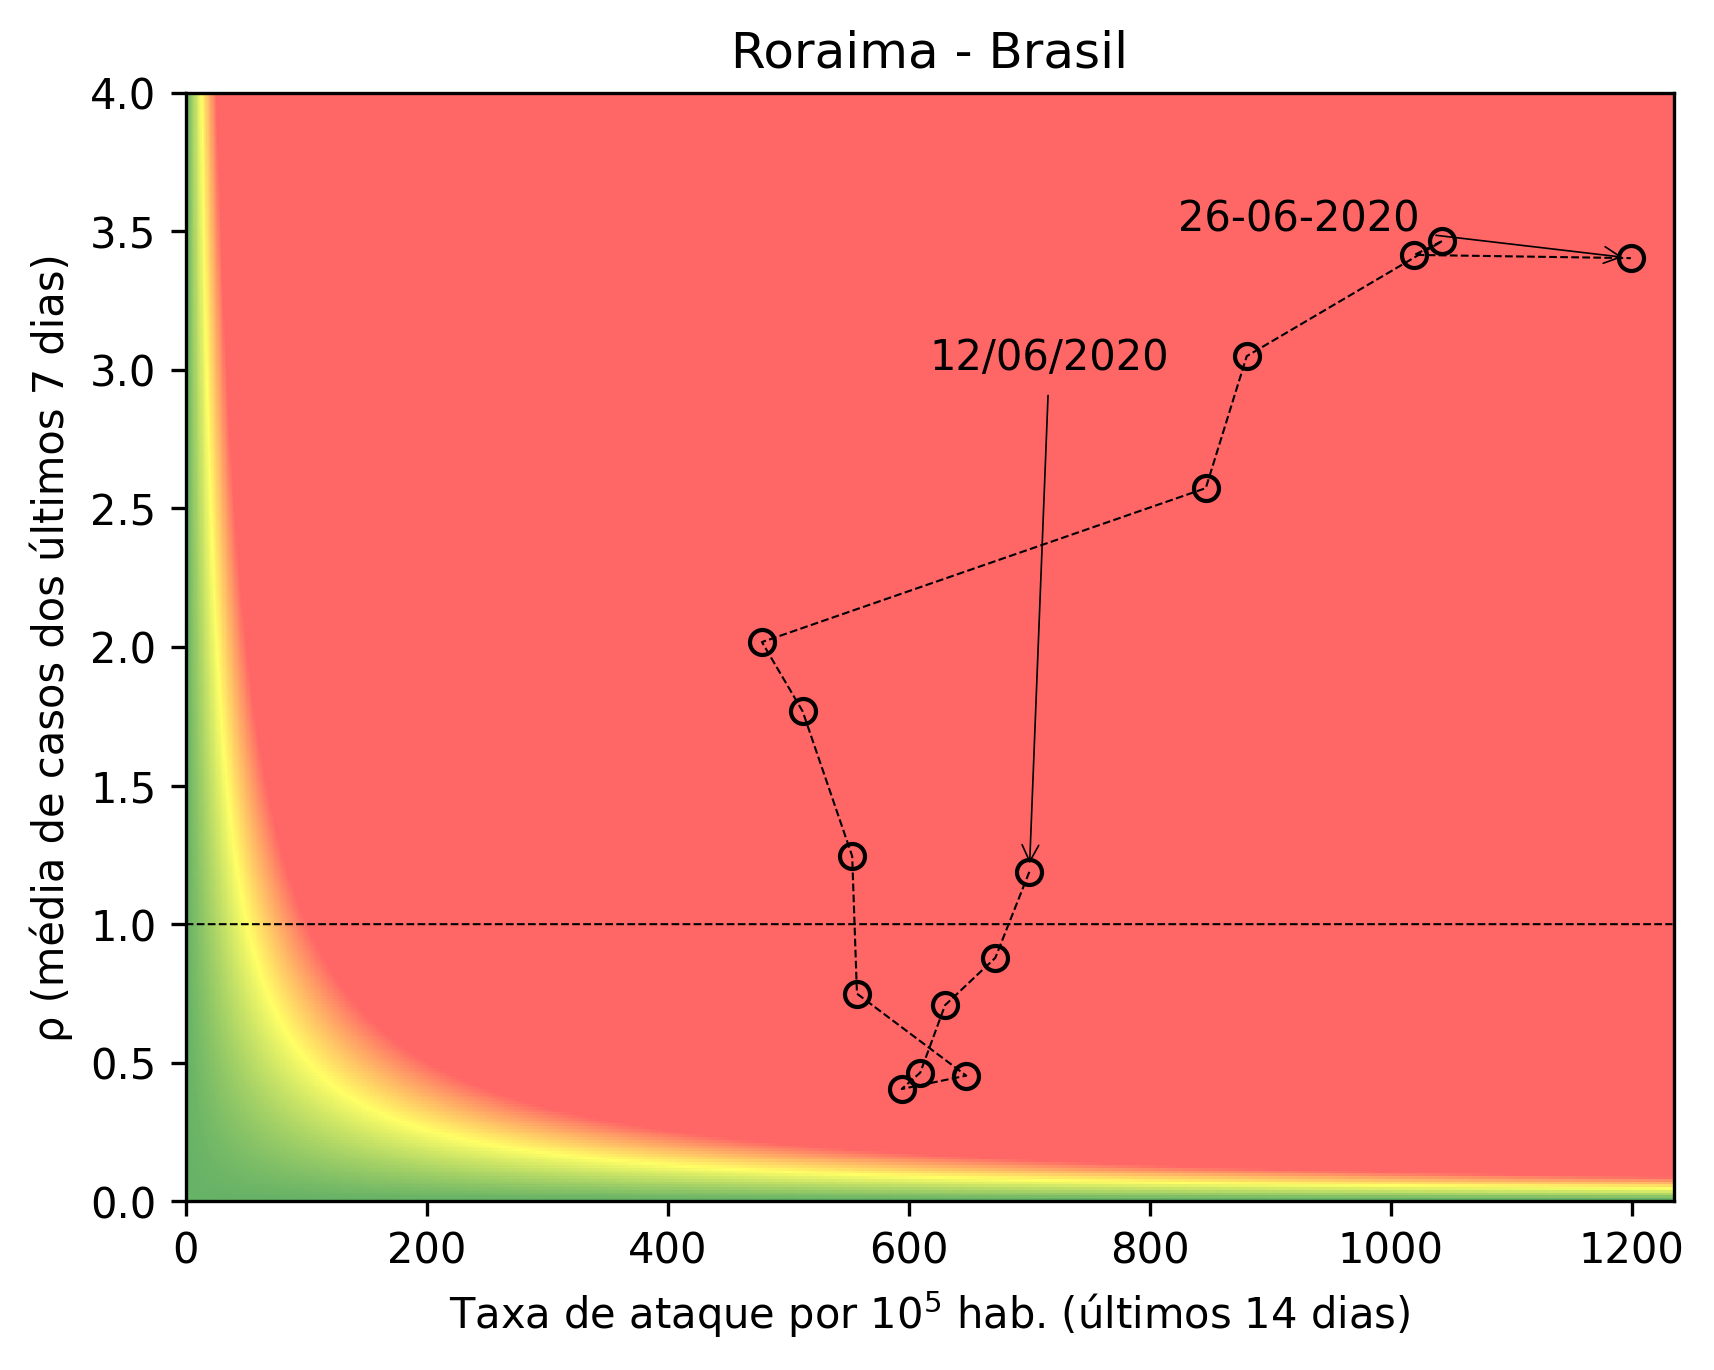 Roraima - Brasil
4.0
3.5
3.0
2.5
2.0
1.5
1.0
0.5
0.0
ρ (média de casos dos últimos 7 dias)
26-06-2020
12/06/2020
0 200 400 600 800 1000 1200
Taxa de ataque por 10⁵ hab. (últimos 14 dias)